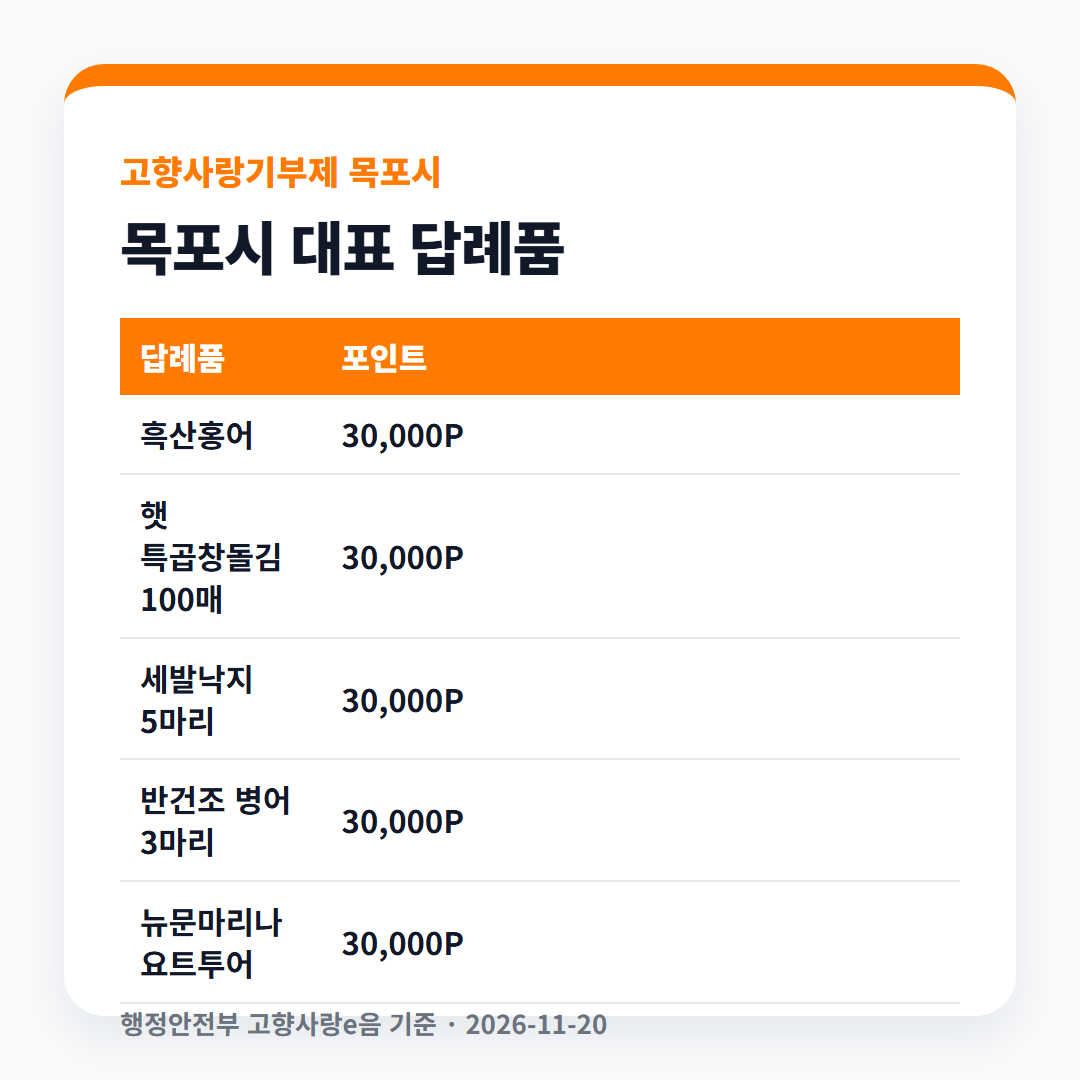 고향사랑기부제 목포시
목포시 대표 답례품
답례품 포인트
흑산홍어 30,000P
햇
특곱창돌김
100매
30,000P
세발낙지
5마리
30,000P
반건조 병어
3마리
30,000P
뉴문마리나
요트투어
30,000P
행정안전부 고향사랑e음 기준 · 2026-11-20